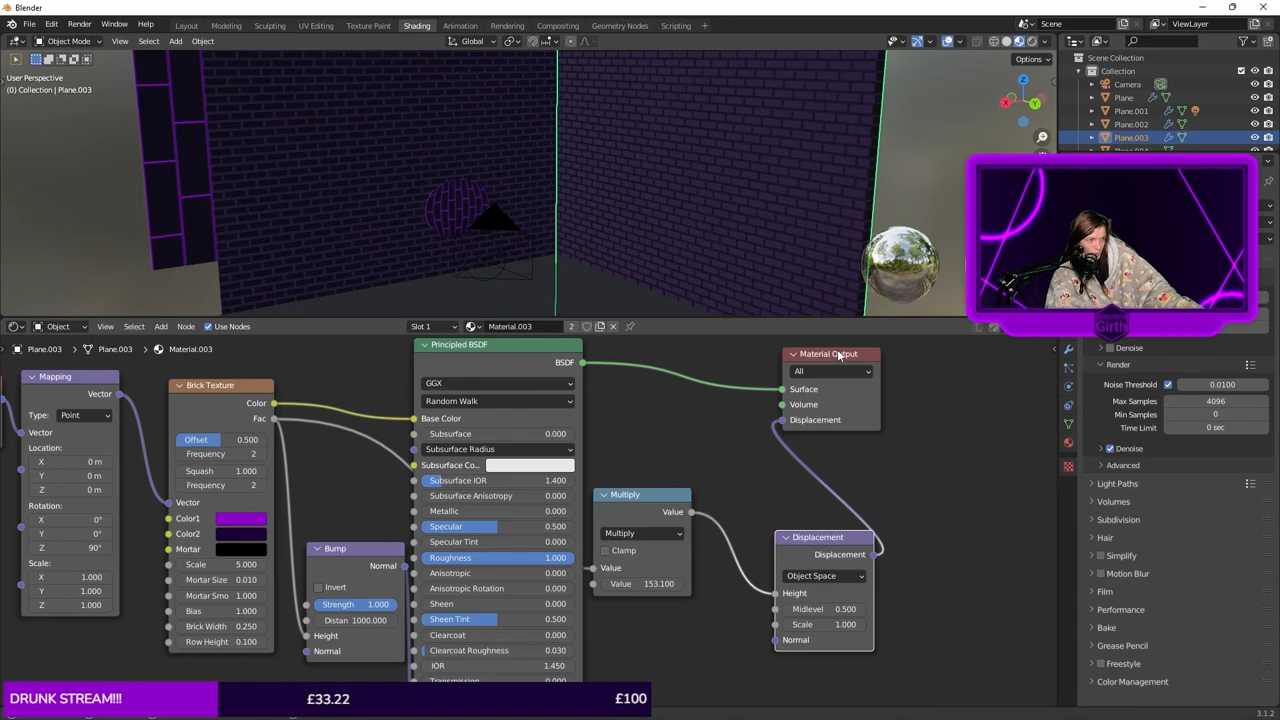 Blender
File Edit Render Window Help Layout Modeling Sculpting UV Editing Texture Paint Shading Animation Rendering Compositing Geometry Nodes Scripting + Scene ViewLayer
Object Mode View Select Add Object Global
Options
User Perspective
(0) Collection | Plane.003
Z
X
Y
Scene Collection
Collection
Camera
Plane
Plane.001
Plane.002
Plane.003
Object View Select Add Node Use Nodes Slot 1 Material.003 2
Plane.003 Plane.003 Material.003
Mapping
Vector
Type: Point
Vector
Location:
X 0 m
Y 0 m
Z 0 m
Rotation:
X 0°
Y 0°
Z 90°
Scale:
X 1.000
Y 1.000
Z 1.000
Brick Texture
Color
Fac
Offset 0.500
Frequency 2
Squash 1.000
Frequency 2
Vector
Color1
Color2
Mortar
Scale 5.000
Mortar Size 0.010
Mortar Smo 1.000
Bias 1.000
Brick Width 0.250
Row Height 0.100
Bump
Normal
Invert
Strength 1.000
Distan 1000.000
Height
Normal
Principled BSDF
BSDF
GGX
Random Walk
Base Color
Subsurface 0.000
Subsurface Radius
Subsurface Co...
Subsurface IOR 1.400
Subsurface Anisotropy 0.000
Metallic 0.000
Specular 0.500
Specular Tint 0.000
Roughness 1.000
Anisotropic 0.000
Anisotropic Rotation 0.000
Sheen 0.000
Sheen Tint 0.500
Clearcoat 0.000
Clearcoat Roughness 0.030
IOR 1.450
Transmission 0.000
Multiply
Value
Multiply
Clamp
Value
Value 153.100
Material Output
All
Surface
Volume
Displacement
Displacement
Displacement
Object Space
Height
Midlevel 0.500
Scale 1.000
Normal
Girth
Denoise
Render
Noise Threshold 0.0100
Max Samples 4096
Min Samples 0
Time Limit 0 sec
Denoise
Advanced
Light Paths
Volumes
Subdivision
Hair
Simplify
Motion Blur
Film
Performance
Bake
Grease Pencil
Freestyle
Color Management
DRUNK STREAM!!! £33.22 £100
3.1.2